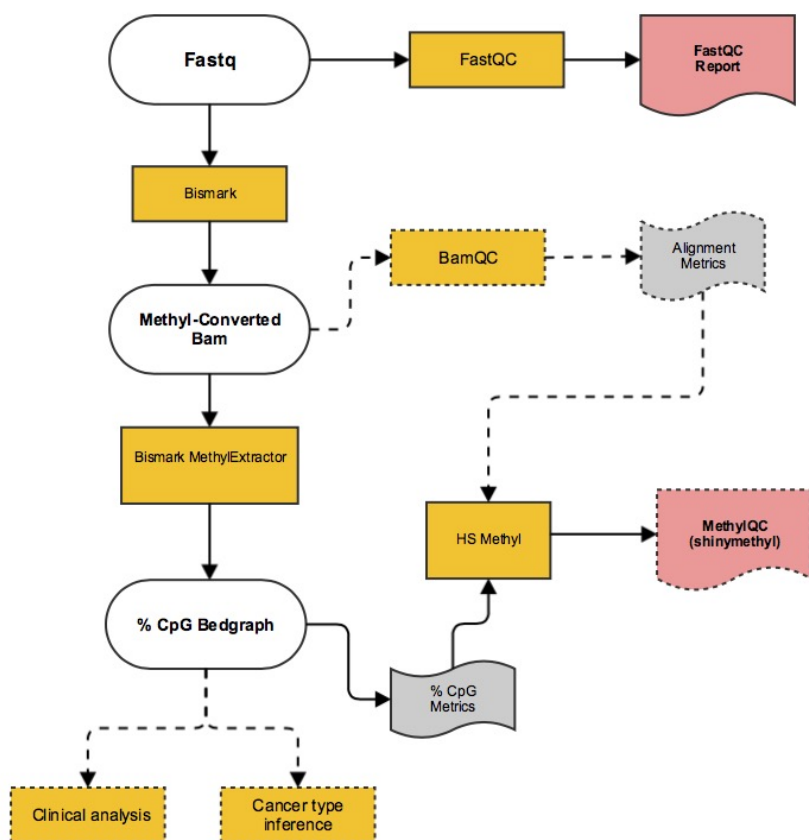 Fastq
FastQC
FastQC
Report
Bismark
BamQC
Alignment
Metrics
Methyl-Converted
Bam
Bismark MethylExtractor
HS Methyl
MethylQC
(shinymethyl)
% CpG Bedgraph
% CpG
Metrics
Clinical analysis
Cancer type
inference